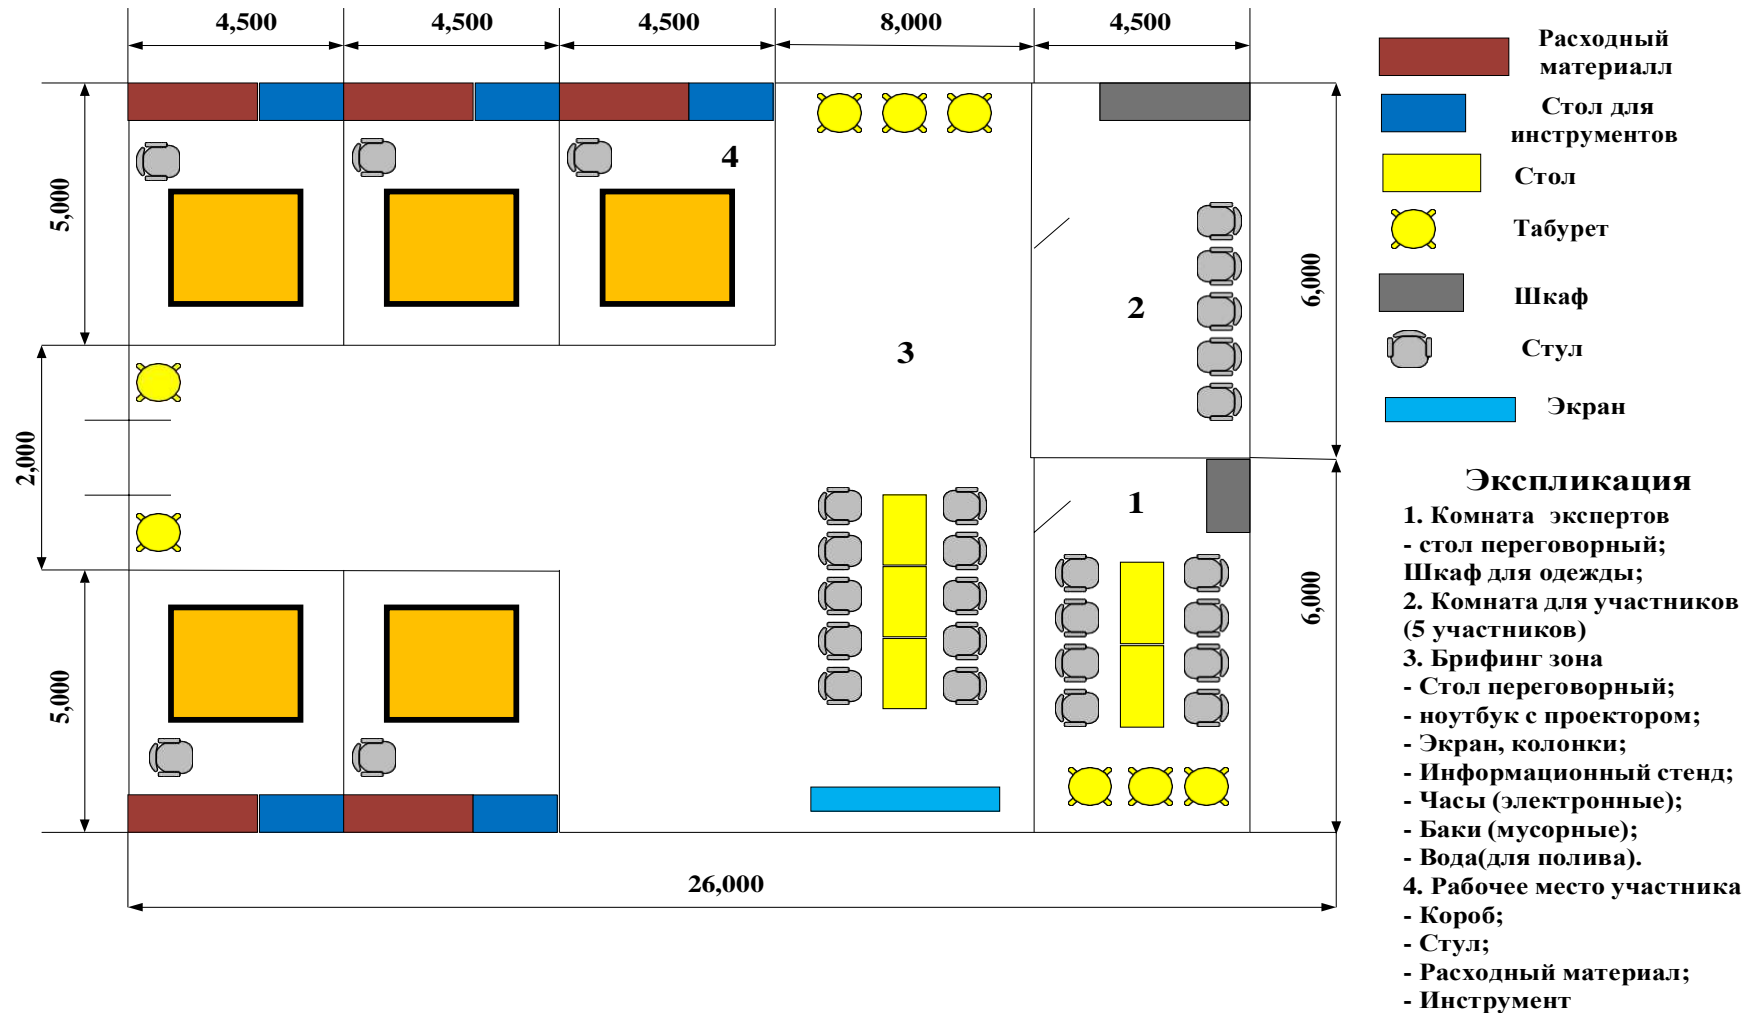 4,500
4,500
4,500
8,000
4,500
5,000
2,000
5,000
6,000
6,000
26,000
4
3
2
1
Расходный
материалл
Стол для
инструментов
Стол
Табурет
Шкаф
Стул
Экран
Экспликация
1. Комната экспертов
- стол переговорный;
Шкаф для одежды;
2. Комната для участников
(5 участников)
3. Брифинг зона
- Стол переговорный;
- ноутбук с проектором;
- Экран, колонки;
- Информационный стенд;
- Часы (электронные);
- Баки (мусорные);
- Вода(для полива).
4. Рабочее место участника
- Короб;
- Стул;
- Расходный материал;
- Инструмент